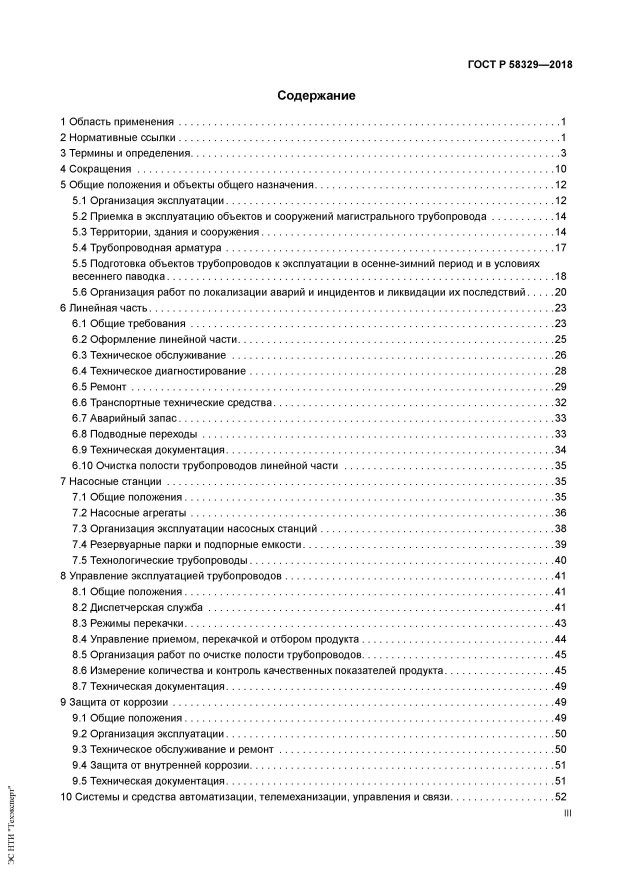 ГОСТ Р 58329—2018
Содержание
1 Область применения . . . . . . . . . . . . . . . . . . . . 1
2 Нормативные ссылки . . . . . . . . . . . . . . . . . . . . 1
3 Термины и определения. . . . . . . . . . . . . . . . . . . . 3
4 Сокращения . . . . . . . . . . . . . . . . . . . . 10
5 Общие положения и объекты общего назначения. . . . . . . . . . . . . . . . . . . . 12
5.1 Организация эксплуатации . . . . . . . . . . . . . . . . . . . . 12
5.2 Приемка в эксплуатацию объектов и сооружений магистрального трубопровода . . . . . . . . . . 14
5.3 Территории, здания и сооружения . . . . . . . . . . . . . . . . . . . . 14
5.4 Трубопроводная арматура . . . . . . . . . . . . . . . . . . . . 17
5.5 Подготовка объектов трубопроводов к эксплуатации в осенне-зимний период и в условиях
весеннего паводка . . . . . . . . . . . . . . . . . . . . 18
5.6 Организация работ по локализации аварий и инцидентов и ликвидации их последствий . . . . . 20
6 Линейная часть. . . . . . . . . . . . . . . . . . . . 23
6.1 Общие требования . . . . . . . . . . . . . . . . . . . . 23
6.2 Оформление линейной части. . . . . . . . . . . . . . . . . . . . 25
6.3 Техническое обслуживание . . . . . . . . . . . . . . . . . . . . 26
6.4 Техническое диагностирование . . . . . . . . . . . . . . . . . . . . 28
6.5 Ремонт . . . . . . . . . . . . . . . . . . . . 29
6.6 Транспортные технические средства. . . . . . . . . . . . . . . . . . . . 32
6.7 Аварийный запас . . . . . . . . . . . . . . . . . . . . 33
6.8 Подводные переходы . . . . . . . . . . . . . . . . . . . . 33
6.9 Техническая документация. . . . . . . . . . . . . . . . . . . . 34
6.10 Очистка полости трубопроводов линейной части . . . . . . . . . . . . . . . . . . . . 35
7 Насосные станции . . . . . . . . . . . . . . . . . . . . 35
7.1 Общие положения . . . . . . . . . . . . . . . . . . . . 35
7.2 Насосные агрегаты . . . . . . . . . . . . . . . . . . . . 36
7.3 Организация эксплуатации насосных станций . . . . . . . . . . . . . . . . . . . . 38
7.4 Резервуарные парки и подпорные емкости. . . . . . . . . . . . . . . . . . . . 39
7.5 Технологические трубопроводы . . . . . . . . . . . . . . . . . . . . 40
8 Управление эксплуатацией трубопроводов . . . . . . . . . . . . . . . . . . . . 41
8.1 Общие положения . . . . . . . . . . . . . . . . . . . . 41
8.2 Диспетчерская служба . . . . . . . . . . . . . . . . . . . . 41
8.3 Режимы перекачки. . . . . . . . . . . . . . . . . . . . 43
8.4 Управление приемом, перекачкой и отбором продукта . . . . . . . . . . . . . . . . . . . . 44
8.5 Организация работ по очистке полости трубопроводов. . . . . . . . . . . . . . . . . . . . 45
8.6 Измерение количества и контроль качественных показателей продукта. . . . . . . . . . . . . . . 45
8.7 Техническая документация. . . . . . . . . . . . . . . . . . . . 49
9 Защита от коррозии . . . . . . . . . . . . . . . . . . . . 49
9.1 Общие положения . . . . . . . . . . . . . . . . . . . . 49
9.2 Организация эксплуатации . . . . . . . . . . . . . . . . . . . . 50
9.3 Техническое обслуживание и ремонт . . . . . . . . . . . . . . . . . . . . 50
9.4 Защита от внутренней коррозии. . . . . . . . . . . . . . . . . . . . 51
9.5 Техническая документация. . . . . . . . . . . . . . . . . . . . 51
10 Системы и средства автоматизации, телемеханизации, управления и связи. . . . . . . . . . . . . . 52
III
ЭС НТИ "Техэксперт"